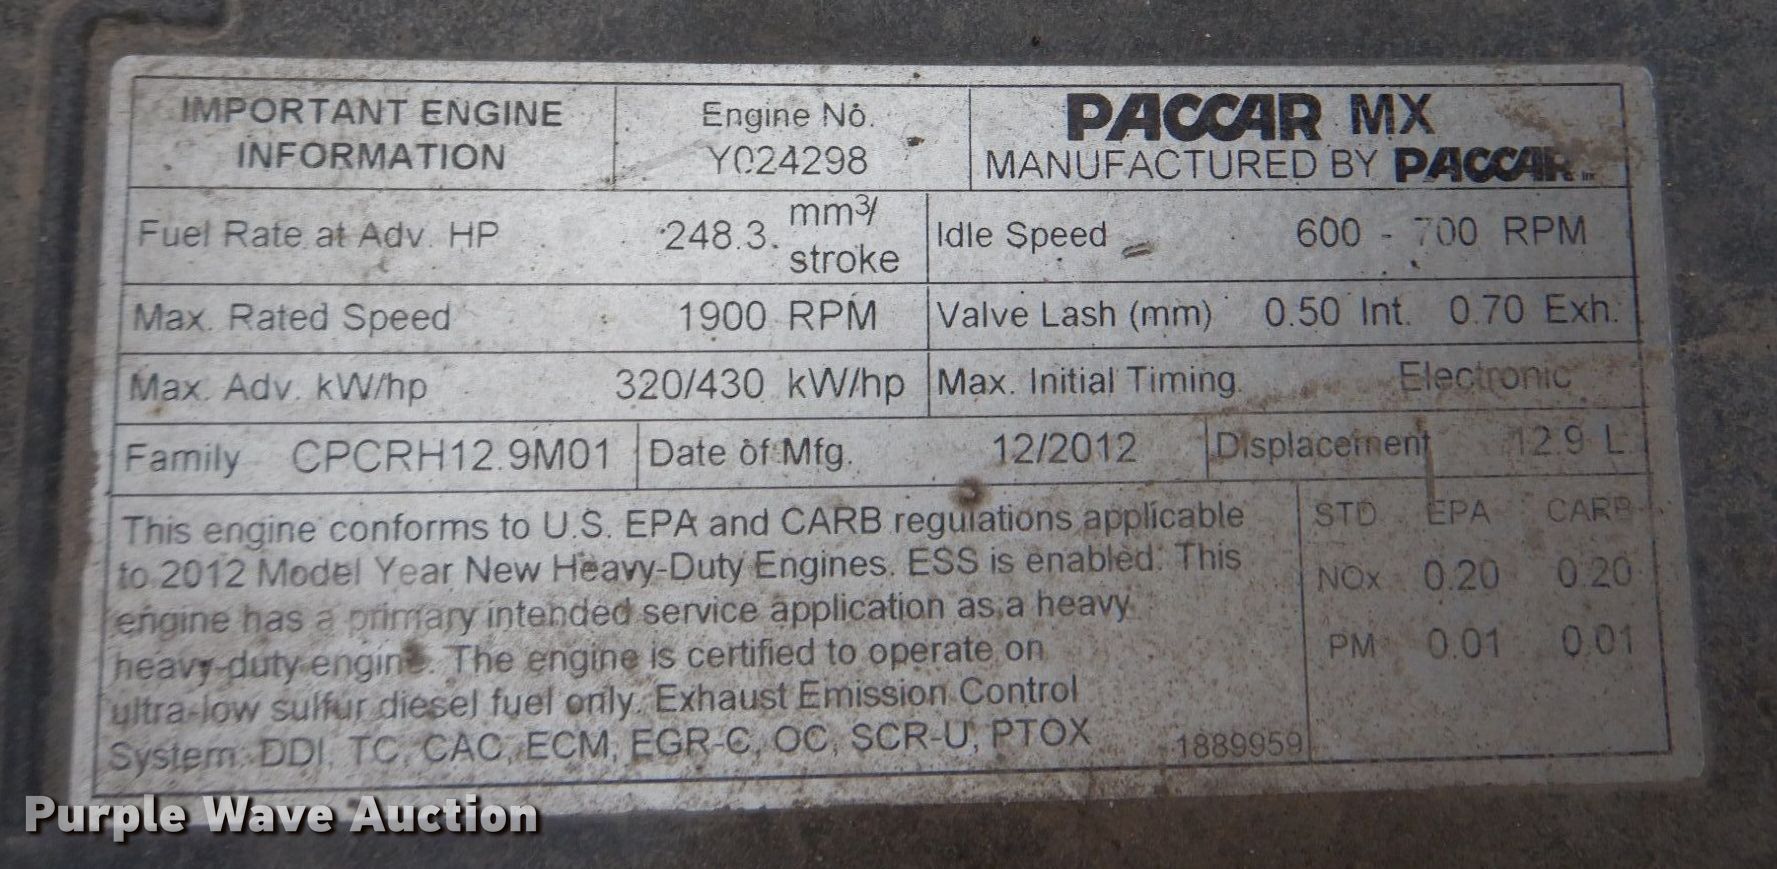 IMPORTANT ENGINE
INFORMATION
Engine No.
Y024298
PACCAR MX
MANUFACTURED BY PACCAR Inc
Fuel Rate at Adv. HP 248.3 mm³/
stroke
Idle Speed 600 - 700 RPM
Max. Rated Speed 1900 RPM
Valve Lash (mm) 0.50 Int. 0.70 Exh.
Max. Adv. kW/hp 320/430 kW/hp
Max. Initial Timing Electronic
Family CPCRH12.9M01 Date of Mfg. 12/2012 Displacement 12.9 L
This engine conforms to U.S. EPA and CARB regulations applicable
to 2012 Model Year New Heavy-Duty Engines. ESS is enabled. This
engine has a primary intended service application as a heavy
heavy-duty engine. The engine is certified to operate on
ultra-low sulfur diesel fuel only. Exhaust Emission Control
System: DDI, TC, CAC, ECM, EGR-C, OC, SCR-U, PTOX 1889959
STD EPA CARB
NOx 0.20 0.20
PM 0.01 0.01
Purple Wave Auction